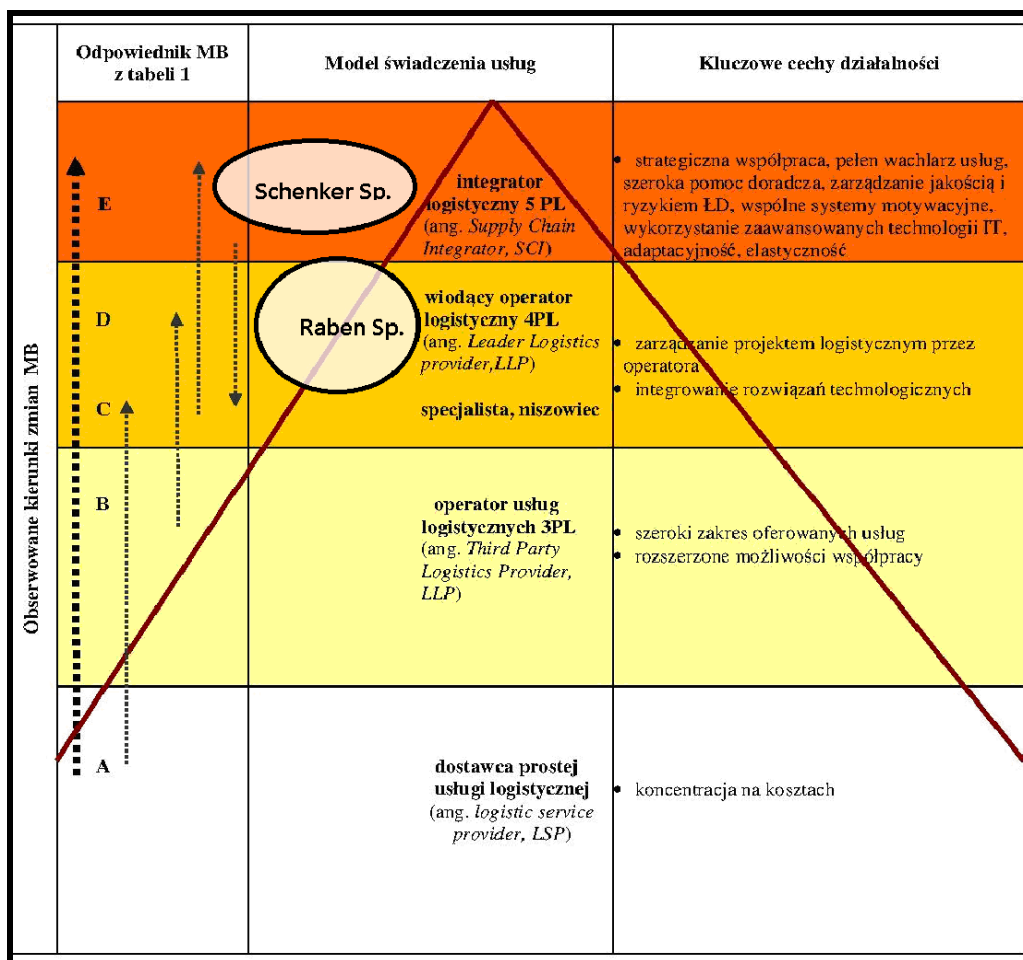 Odpowiednik MB
z tabeli 1
Model świadczenia usług
Kluczowe cechy działalności
Obserwowane kierunki zmian MB
E
Schenker Sp.
integrator
logistyczny 5 PL
(ang. Supply Chain
Integrator, SCI)
• strategiczna współpraca, pełen wachlarz usług,
szeroka pomoc doradcza, zarządzanie jakością i
ryzykiem ŁD, wspólne systemy motywacyjne,
wykorzystanie zaawansowanych technologii IT,
adaptacyjność, elastyczność
D
Raben Sp.
wiodący operator
logistyczny 4PL
(ang. Leader Logistics
provider,LLP)
• zarządzanie projektem logistycznym przez
operatora
• integrowanie rozwiązań technologicznych
C
specjalista, niszowiec
B
operator usług
logistycznych 3PL
(ang. Third Party
Logistics Provider,
LLP)
• szeroki zakres oferowanych usług
• rozszerzone możliwości współpracy
A
dostawca prostej
usługi logistycznej
(ang. logistic service
provider, LSP)
• koncentracja na kosztach